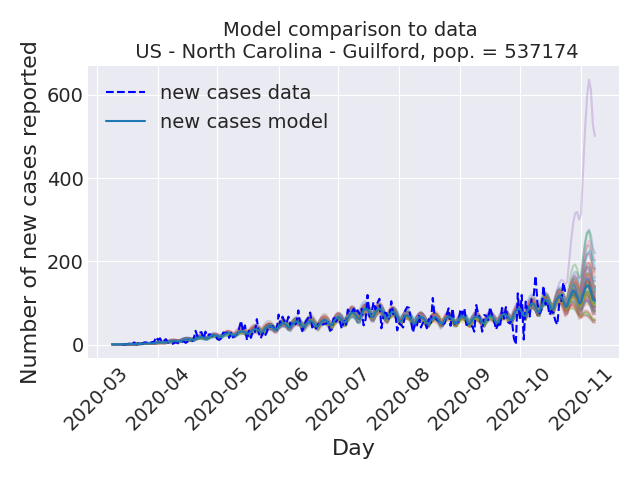 Model comparison to data
US - North Carolina - Guilford, pop. = 537174
Number of new cases reported
600
400
200
0
new cases data
new cases model
2020-03
2020-04
2020-05
2020-06
2020-07
2020-08
2020-09
2020-10
2020-11
Day